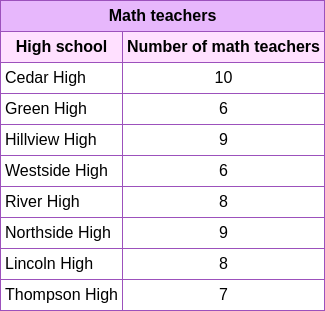 Math teachers
High school Number of math teachers
Cedar High 10
Green High 6
Hillview High 9
Westside High 6
River High 8
Northside High 9
Lincoln High 8
Thompson High 7